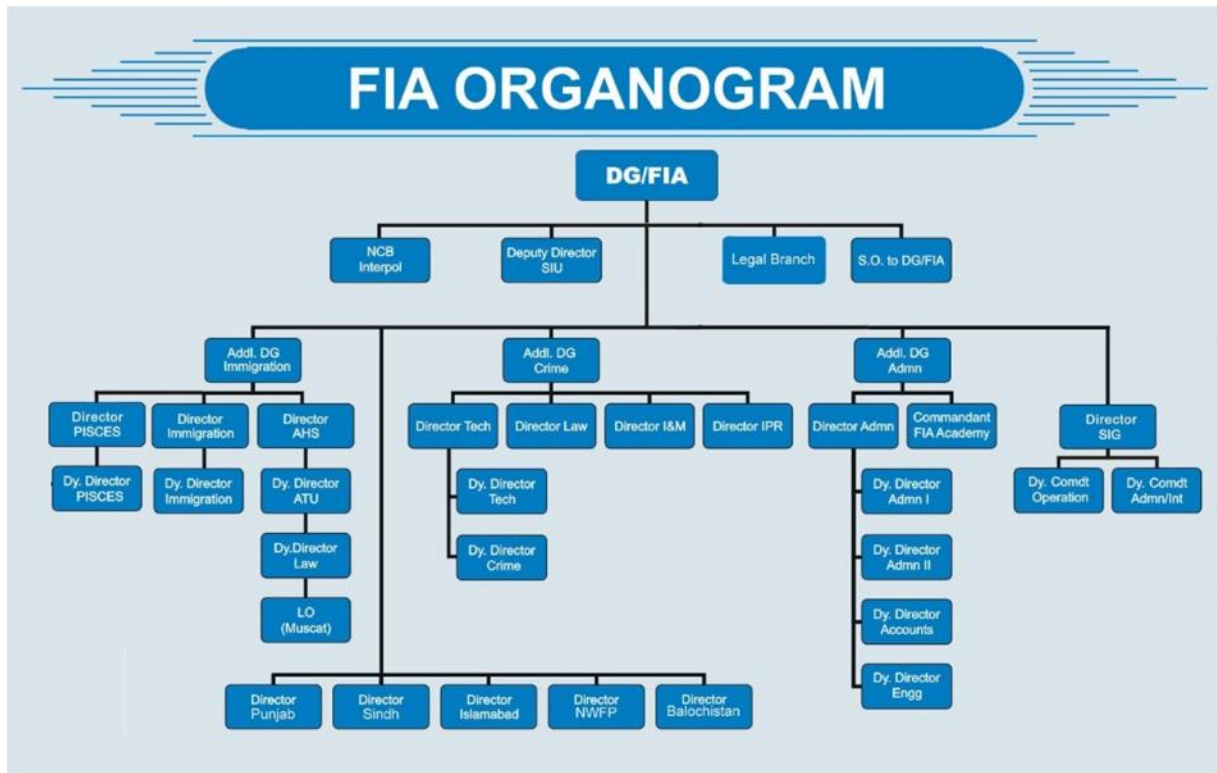 FIA ORGANOGRAM
DG/FIA
NCB
Interpol
Deputy Director
SIU
Legal Branch
S.O. to DG/FIA
Addl. DG
Immigration
Addl. DG
Crime
Addl. DG
Admn
Director
PISCES
Director
Immigration
Director
AHS
Director Tech
Director Law
Director I&M
Director IPR
Director Admn
Commandant
FIA Academy
Director
SIG
Dy. Director
PISCES
Dy. Director
Immigration
Dy. Director
ATU
Dy. Director
Tech
Dy. Director
Admn I
Dy. Comdt
Operation
Dy. Comdt
Admn/Int
Dy.Director
Law
Dy. Director
Crime
Dy. Director
Admn II
LO
(Muscat)
Dy. Director
Accounts
Dy. Director
Engg
Director
Punjab
Director
Sindh
Director
Islamabad
Director
NWFP
Director
Balochistan